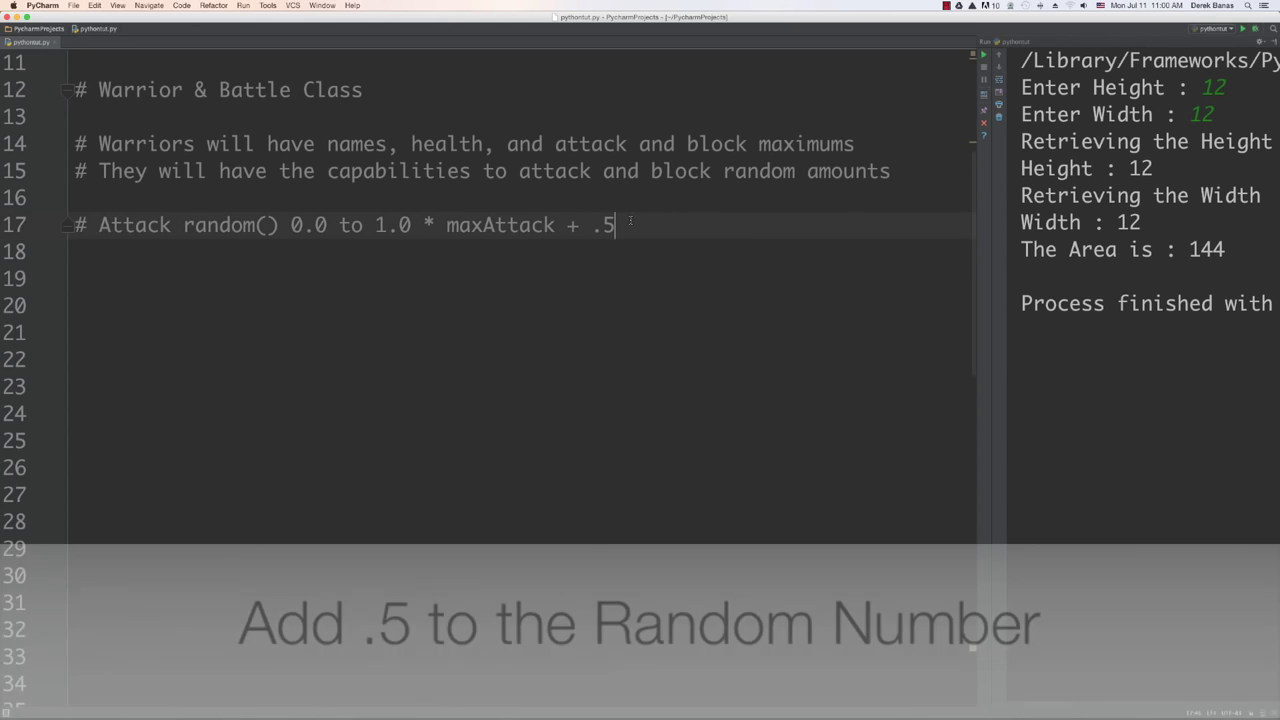 PyCharm File Edit View Navigate Code Refactor Run Tools VCS Window Help
10 Mon Jul 11 11:00 AM Derek Banas
pythontut.py - PycharmProjects - [~/PycharmProjects]
PycharmProjects pythontut.py pythontut
pythontut.py
Run pythontut
11
12 # Warrior & Battle Class
13
14 # Warriors will have names, health, and attack and block maximums
15 # They will have the capabilities to attack and block random amounts
16
17 # Attack random() 0.0 to 1.0 * maxAttack + .5
18
19
20
21
22
23
24
25
26
27
28
29
30
31
32
33
34
/Library/Frameworks/Py
Enter Height : 12
Enter Width : 12
Retrieving the Height
Height : 12
Retrieving the Width
Width : 12
The Area is : 144
Process finished with
Add .5 to the Random Number